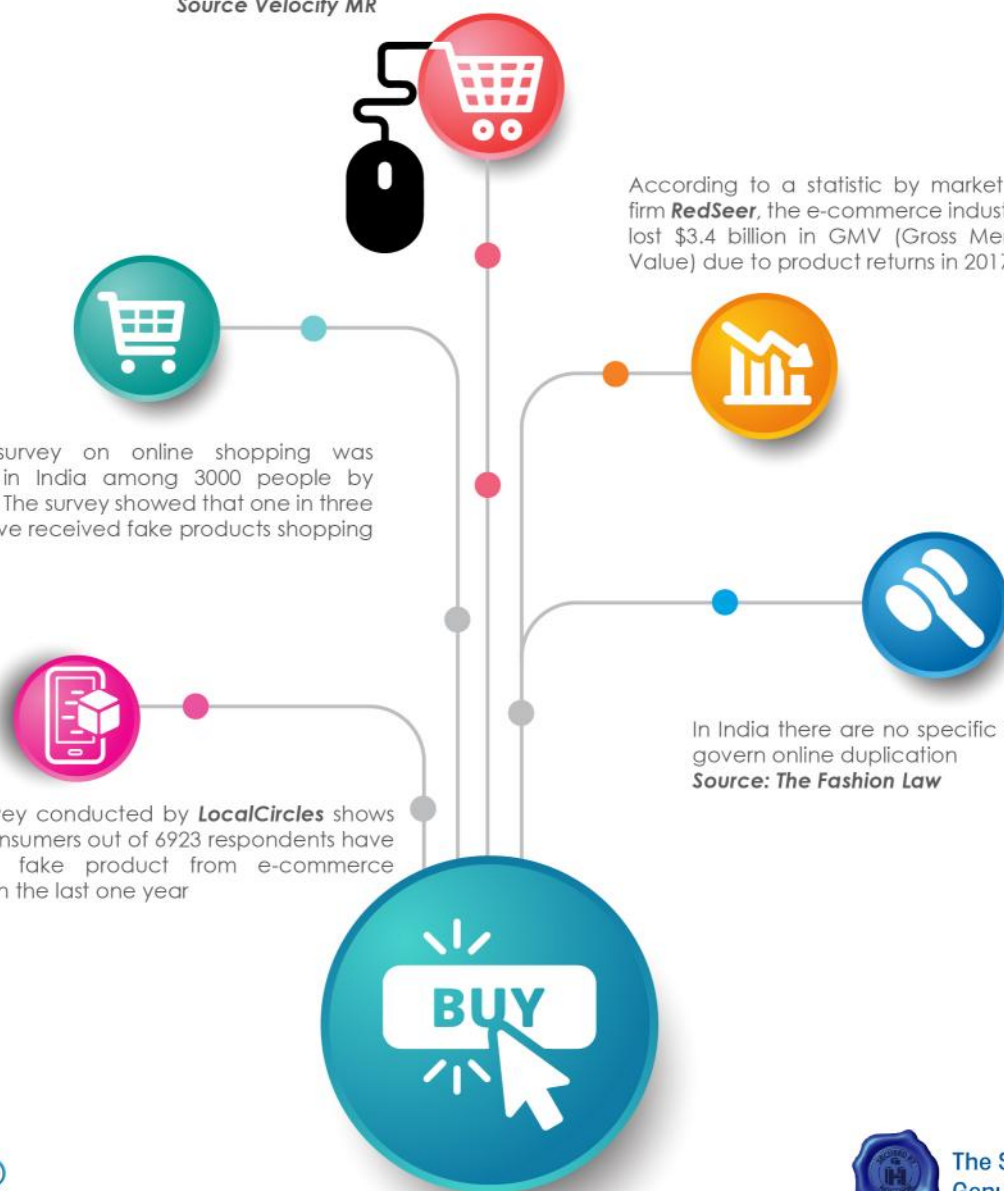 Source Velocity MR
According to a statistic by market
firm RedSeer, the e-commerce indust
lost $3.4 billion in GMV (Gross Mer
Value) due to product returns in 2017
survey on online shopping was
in India among 3000 people by
The survey showed that one in three
ve received fake products shopping
In India there are no specific
govern online duplication
Source: The Fashion Law
ey conducted by LocalCircles shows
nsumers out of 6923 respondents have
fake product from e-commerce
n the last one year
BUY
SECURED BY
H
The S